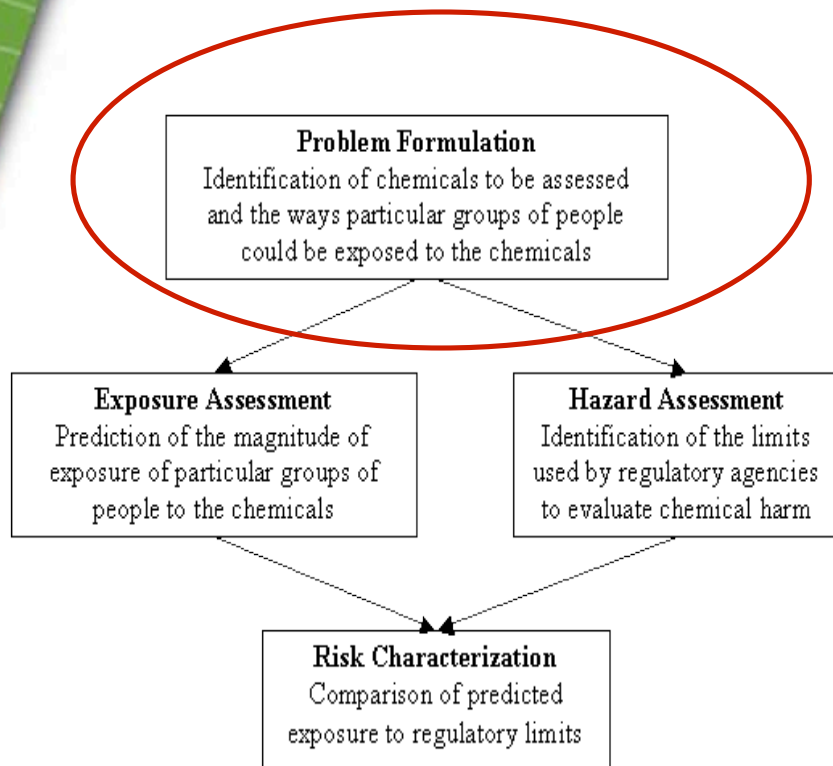 Problem Formulation
Identification of chemicals to be assessed
and the ways particular groups of people
could be exposed to the chemicals
Exposure Assessment
Prediction of the magnitude of
exposure of particular groups of
people to the chemicals
Hazard Assessment
Identification of the limits
used by regulatory agencies
to evaluate chemical harm
Risk Characterization
Comparison of predicted
exposure to regulatory limits